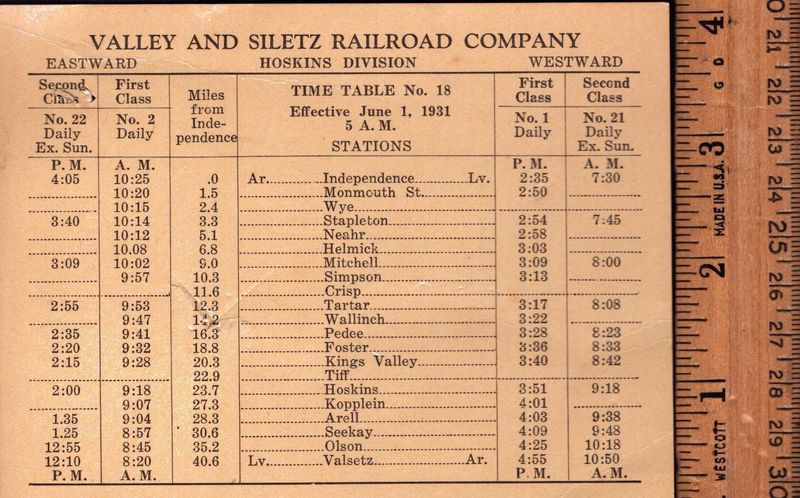 VALLEY AND SILETZ RAILROAD COMPANY
EASTWARD HOSKINS DIVISION WESTWARD
Second Class First Class Miles from Independence TIME TABLE No. 18 First Class Second Class
No. 22 Daily Ex. Sun. No. 2 Daily Effective June 1, 1931 5 A. M. STATIONS No. 1 Daily No. 21 Daily Ex. Sun.
P. M. A. M. P. M. A. M.
4:05 10:25 .0 Ar. Independence Lv. 2:35 7:30
10:20 1.5 Monmouth St. 2:50
10:15 2.4 Wye
3:40 10:14 3.3 Stapleton 2:54 7:45
10:12 5.1 Neahr 2:58
10.08 6.8 Helmick 3:03
3:09 10:02 9.0 Mitchell 3:09 8:00
9:57 10.3 Simpson 3:13
11.6 Crisp
2:55 9:53 12.3 Tartar 3:17 8:08
9:47 14.2 Wallinch 3:22
2:35 9:41 16.3 Pedee 3:28 8:23
2:20 9:32 18.8 Foster 3:36 8:33
2:15 9:28 20.3 Kings Valley 3:40 8:42
22.9 Tiff
2:00 9:18 23.7 Hoskins 3:51 9:18
9:07 27.3 Kopplein 4:01
1.35 9:04 28.3 Arell 4:03 9:38
1.25 8:57 30.6 Seekay 4:09 9:48
12:55 8:45 35.2 Olson 4:25 10:18
12:10 8:20 40.6 Lv. Valsetz Ar. 4:55 10:50
P. M. A. M. P. M. A. M.
4 3 2 1
MADE IN U.S.A.
WESTCOTT
21 22 23 24 25 26 27 28 29 30